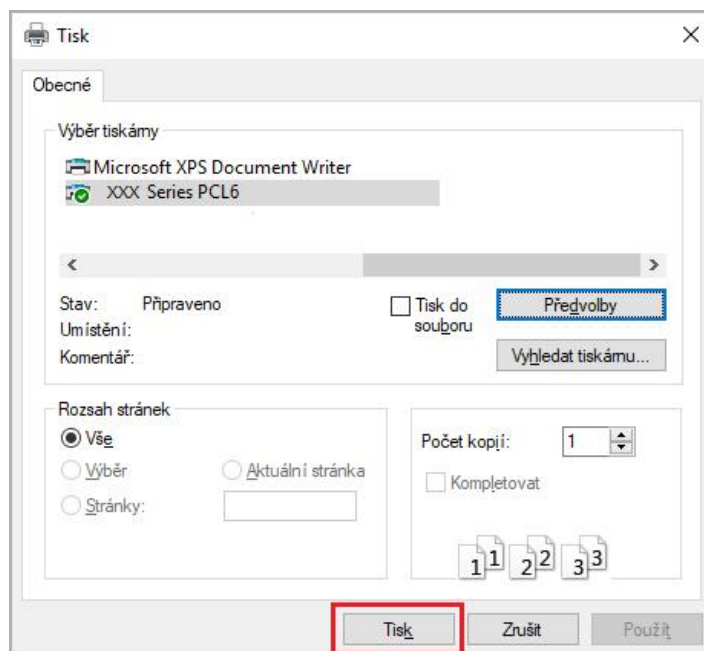 Tisk
Obecné
Výběr tiskárny
Microsoft XPS Document Writer
XXX Series PCL6
Stav: Připraveno
Tisk do souboru
Předvolby
Umístění:
Komentář:
Vyhledat tiskárnu...
Rozsah stránek
Vše
Výběr
Aktuální stránka
Stránky:
Počet kopií: 1
Kompletovat
1 1 2 2 3 3
Tisk
Zrušit
Použít